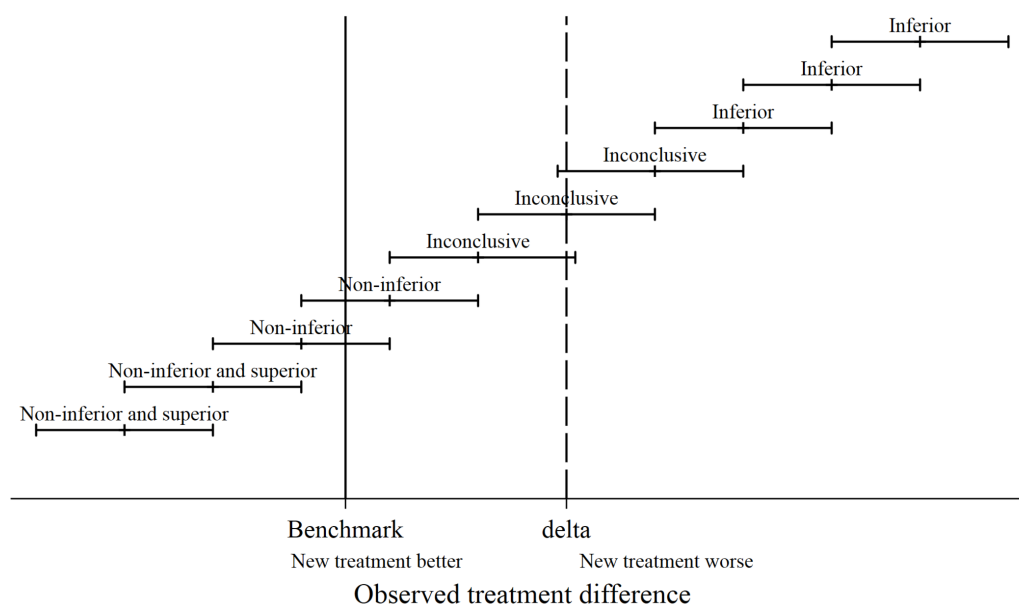 Inferior
Inferior
Inferior
Inconclusive
Inconclusive
Inconclusive
Non-inferior
Non-inferior
Non-inferior and superior
Non-inferior and superior
Benchmark delta
New treatment better New treatment worse
Observed treatment difference